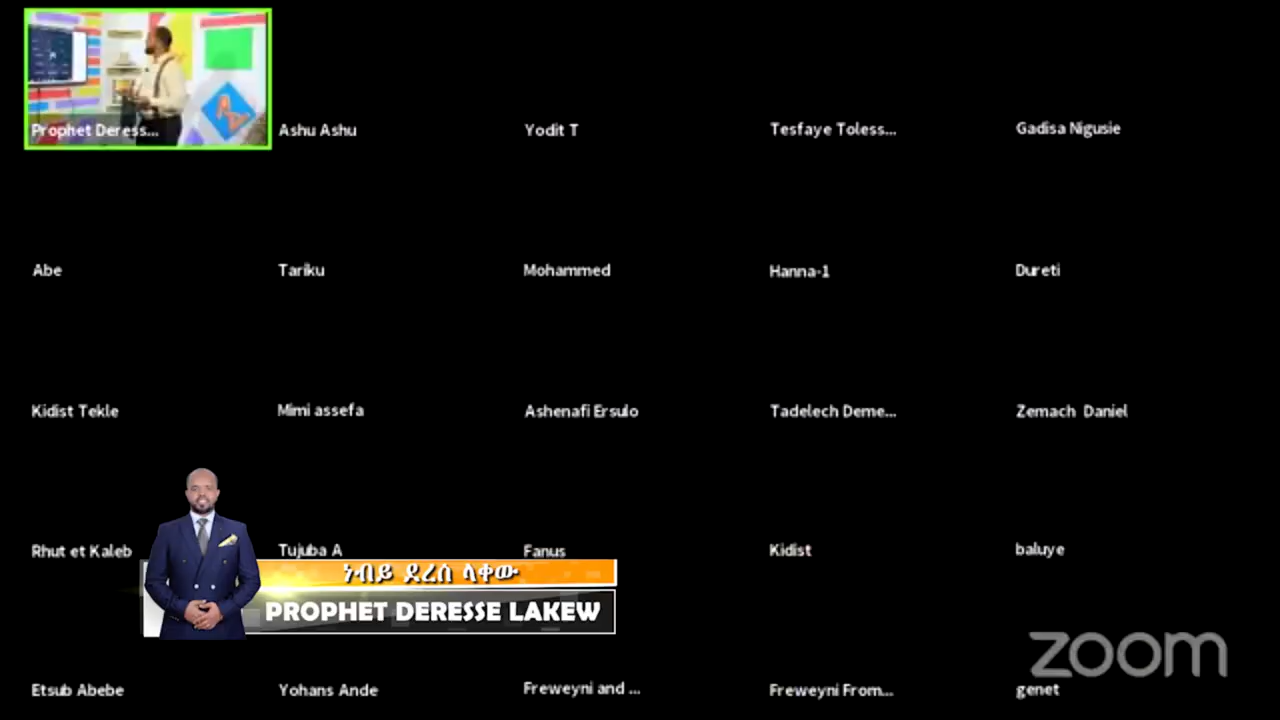 Prophet Deress...
Ashu Ashu
Yodit T
Tesfaye Toless...
Gadisa Nigusie
Abe
Tariku
Mohammed
Hanna-1
Dureti
Kidist Tekle
Mimi assefa
Ashenafi Ersulo
Tadelech Deme...
Zemach Daniel
Rhut et Kaleb
Tujuba A
Fanus
Kidist
baluye
ነብይ ደረሰ ላቀው
PROPHET DERESSE LAKEW
zoom
Etsub Abebe
Yohans Ande
Freweyni and ...
Freweyni From...
genet